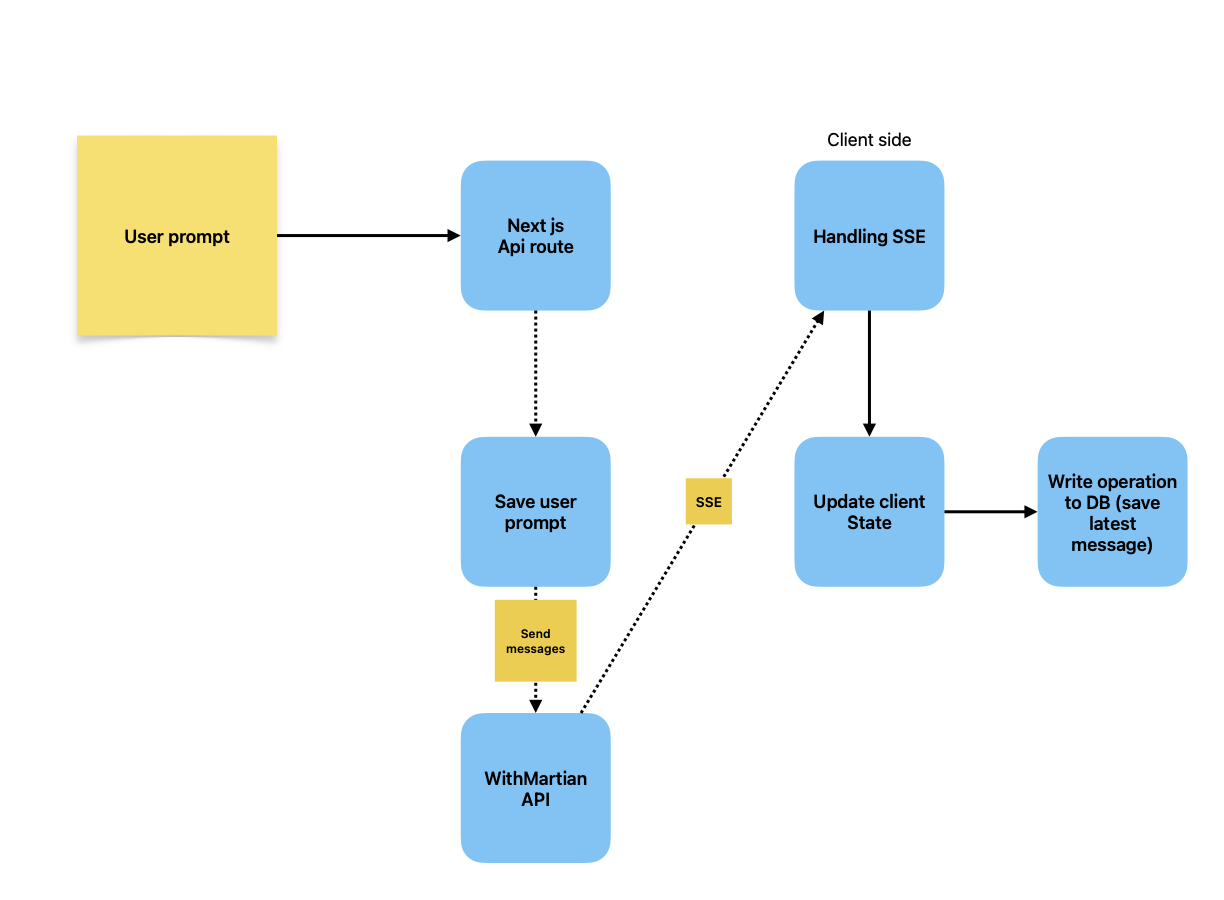 Client side
User prompt
Next js
Api route
Handling SSE
Save user
prompt
SSE
Update client
State
Write operation
to DB (save
latest
message)
Send
messages
WithMartian
API